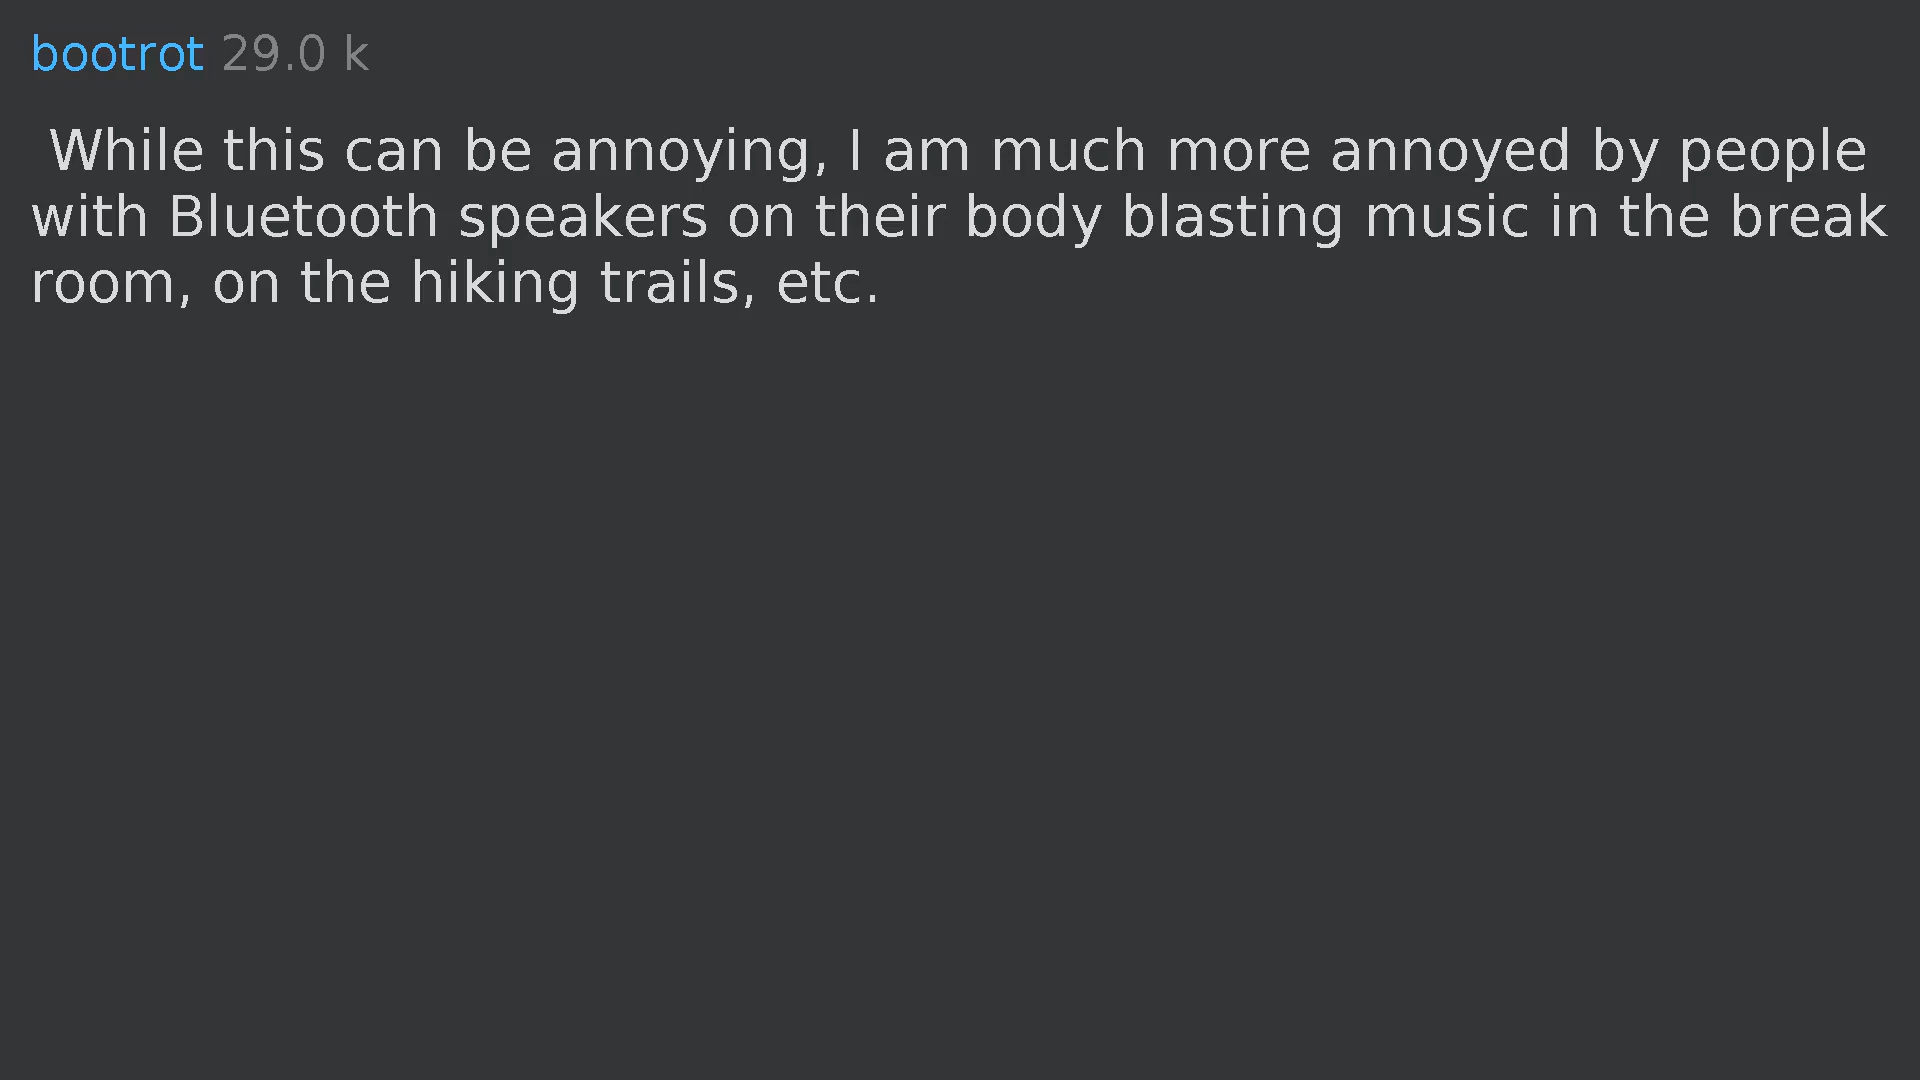 bootrot 29.0 k
While this can be annoying, I am much more annoyed by people
with Bluetooth speakers on their body blasting music in the break
room, on the hiking trails, etc.